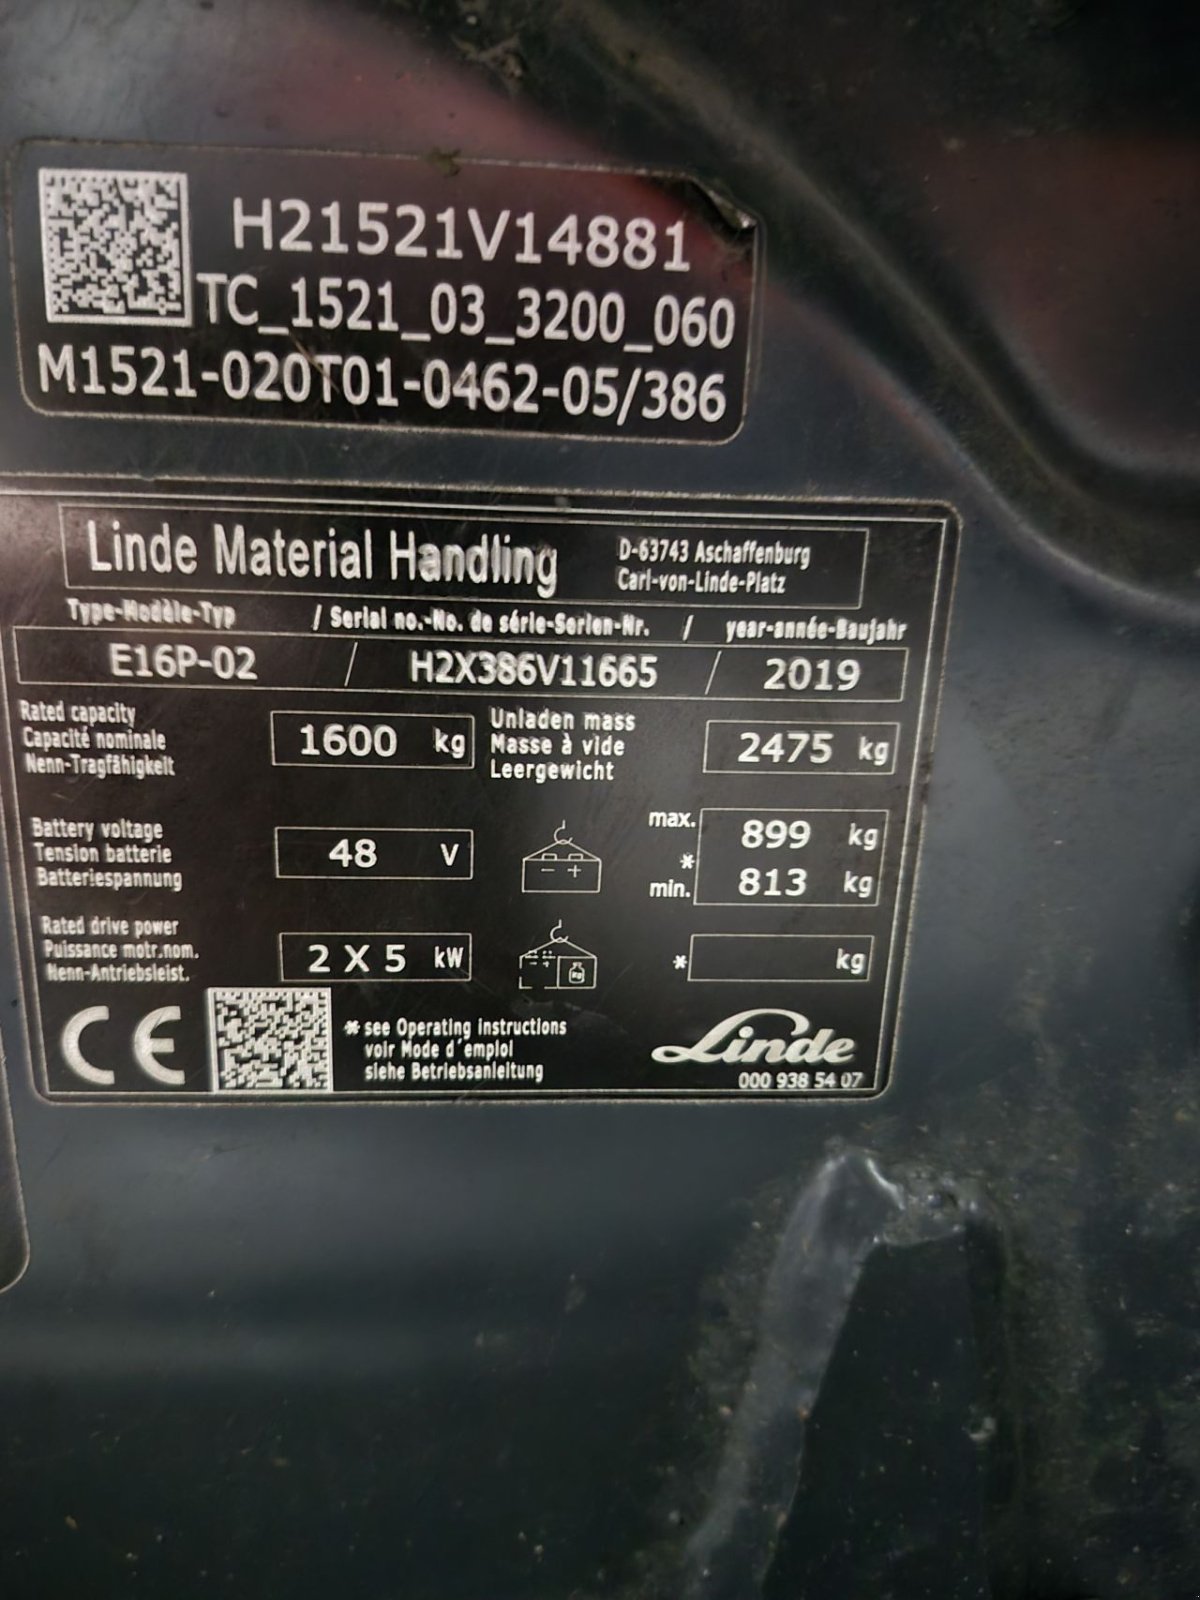 H21521V14881
TC_1521_03_3200_060
M1521-020T01-0462-05/386
Linde Material Handling
D-63743 Aschaffenburg
Carl-von-Linde-Platz
Type-Modèle-Typ / Serial no.-No. de série-Serien-Nr. / year-année-Baujahr
E16P-02 / H2X386V11665 / 2019
Rated capacity
Capacité nominale
Nenn-Tragfähigkeit
1600 kg
Unladen mass
Masse à vide
Leergewicht
2475 kg
Battery voltage
Tension batterie
Batteriespannung
48 V
- +
max. 899 kg
*
min. 813 kg
Rated drive power
Puissance motr.nom.
Nenn-Antriebsleist.
2 X 5 kW
kg
* kg
CE
* see Operating instructions
voir Mode d'emploi
siehe Betriebsanleitung
Linde
000 938 54 07